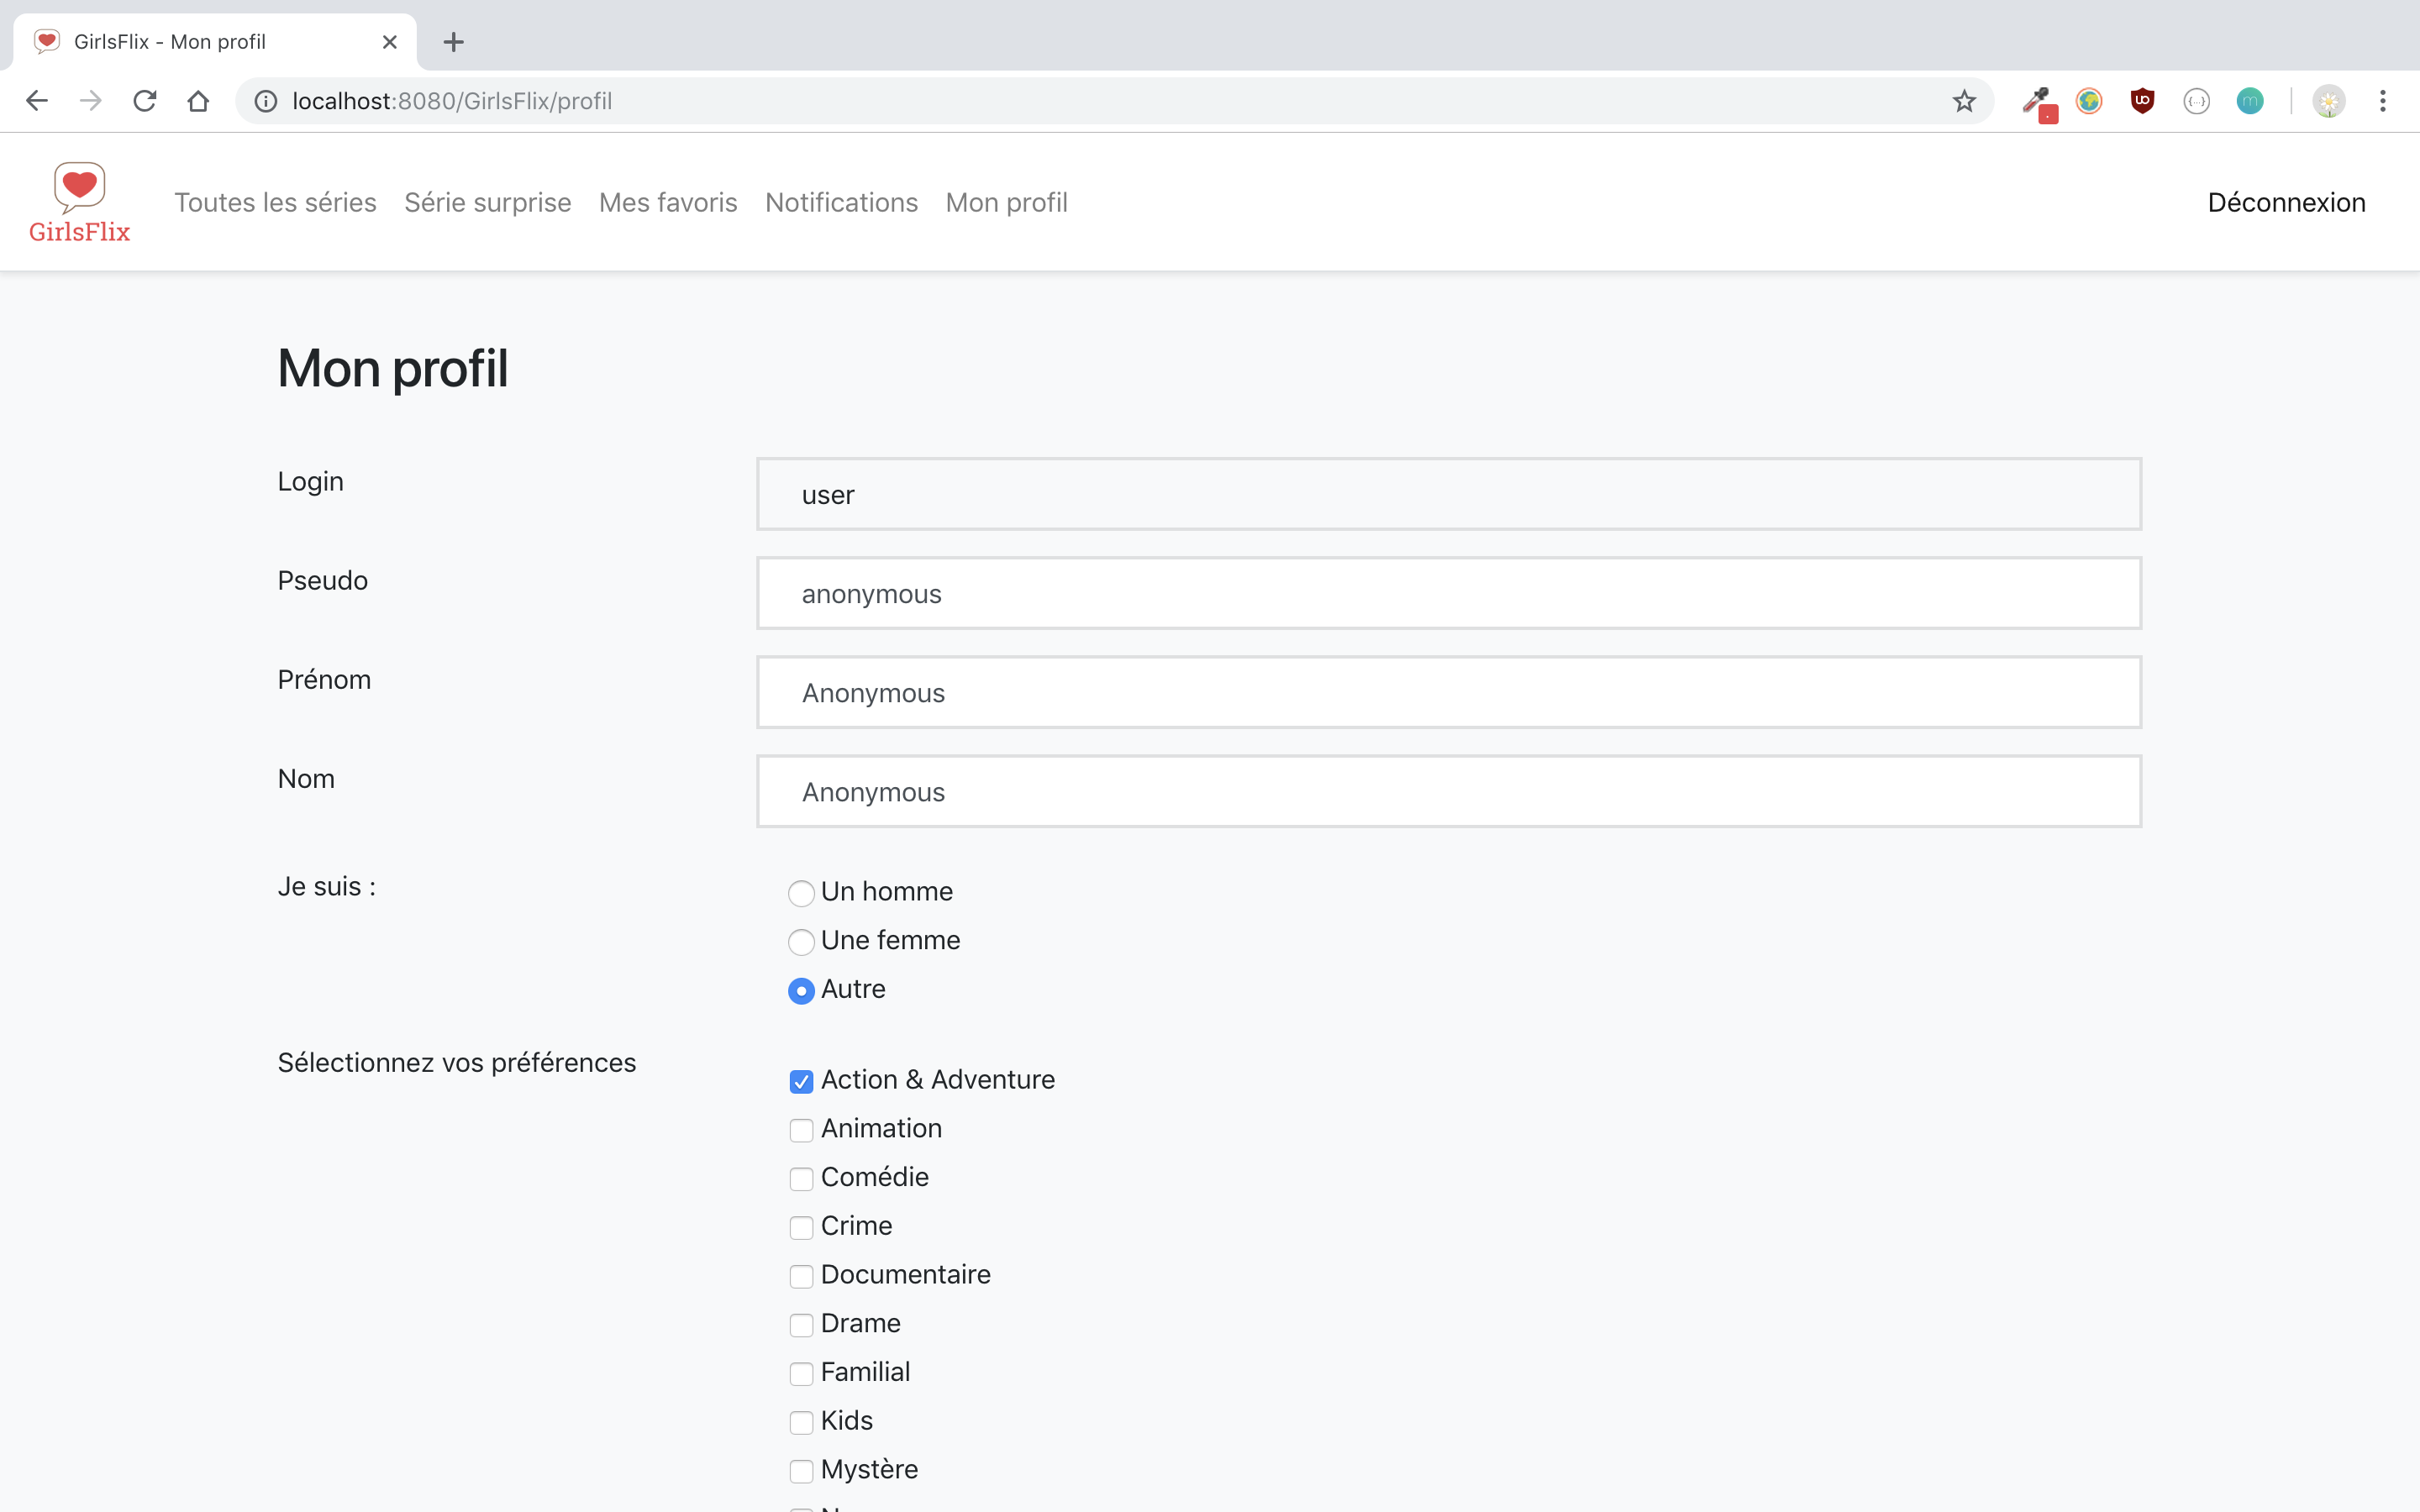 GirlsFlix - Mon profil
localhost:8080/GirlsFlix/profil
GirlsFlix
Toutes les séries Série surprise Mes favoris Notifications Mon profil Déconnexion
Mon profil
Login user
Pseudo anonymous
Prénom Anonymous
Nom Anonymous
Je suis : Un homme
Une femme
Autre
Sélectionnez vos préférences Action & Adventure
Animation
Comédie
Crime
Documentaire
Drame
Familial
Kids
Mystère